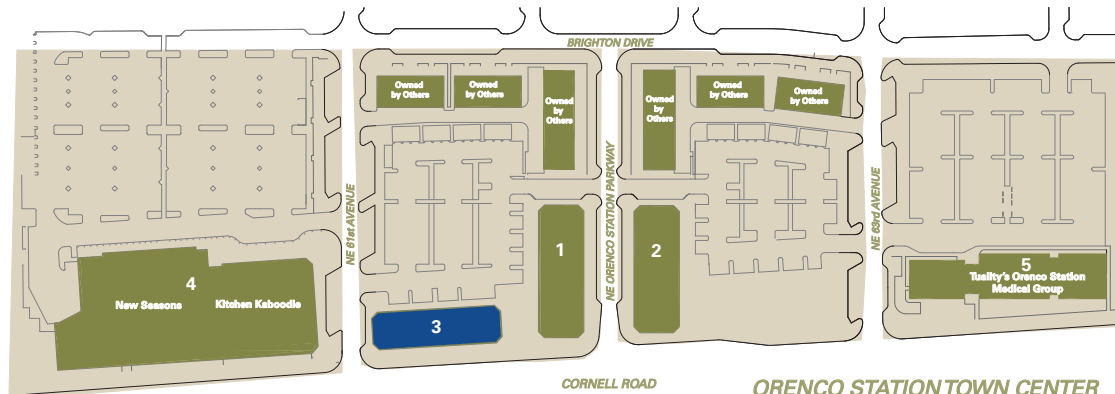 BRIGHTON DRIVE
Owned
by Others
Owned
by Others
Owned
by
Others
Owned
by
Others
Owned
by Others
Owned
by Others
NE 61st AVENUE
NE ORENCO STATION PARKWAY
NE 63rd AVENUE
1
2
3
4
New Seasons
Kitchen Kaboodle
5
Tuality's Orenco Station
Medical Group
CORNELL ROAD
ORENCO STATION TOWN CENTER